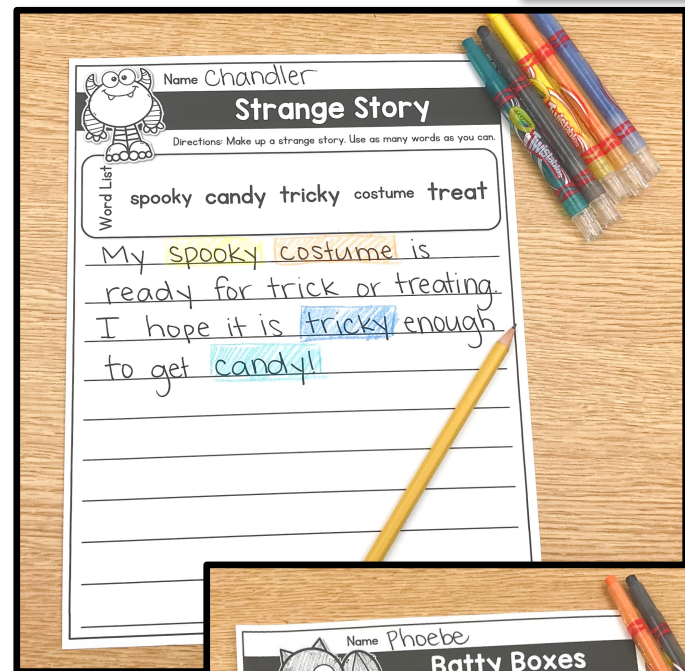 Name Chandler
Strange Story
Directions: Make up a strange story. Use as many words as you can.
Word List
spooky candy tricky costume treat
My spooky costume is
ready for trick or treating.
I hope it is tricky enough
to get candy!
Twistables
Twistables
Name Phoebe
Batty Boxes